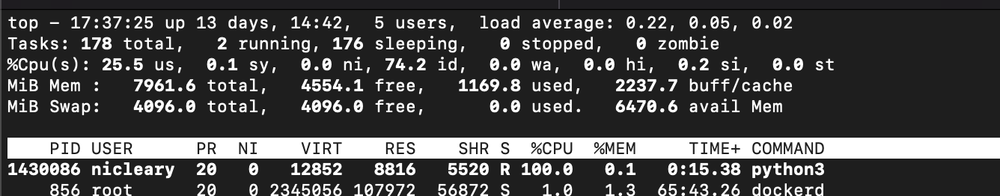 top - 17:37:25 up 13 days, 14:42,  5 users,  load average: 0.22, 0.05, 0.02
Tasks: 178 total,   2 running, 176 sleeping,   0 stopped,   0 zombie
%Cpu(s): 25.5 us,  0.1 sy,  0.0 ni, 74.2 id,  0.0 wa,  0.0 hi,  0.2 si,  0.0 st
MiB Mem :   7961.6 total,   4554.1 free,   1169.8 used,   2237.7 buff/cache
MiB Swap:   4096.0 total,   4096.0 free,      0.0 used.   6470.6 avail Mem
    PID USER      PR  NI    VIRT    RES    SHR S  %CPU  %MEM     TIME+ COMMAND
1430086 nicleary  20   0   12852   8816   5520 R 100.0   0.1   0:15.38 python3
    856 root      20   0 2345056 107972  56872 S   1.0   1.3  65:43.26 dockerd